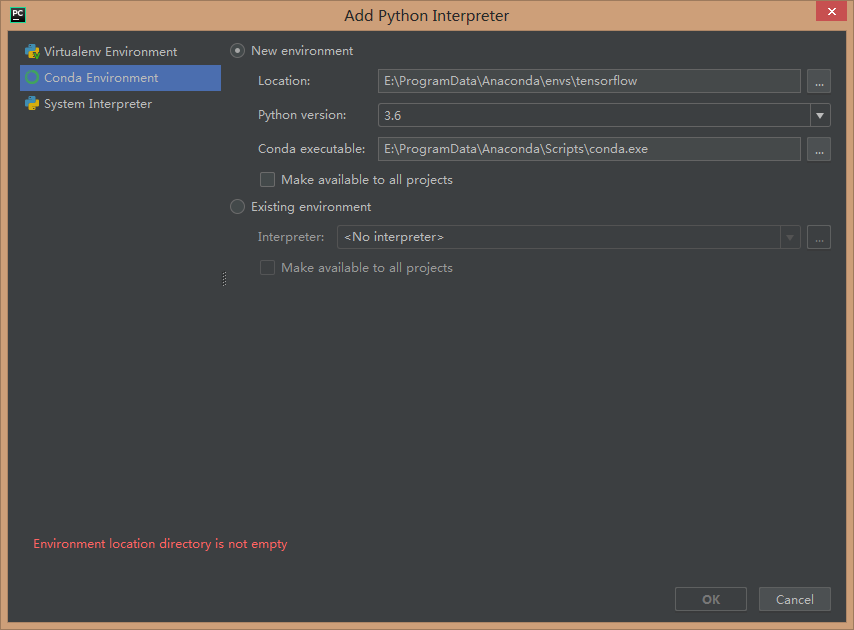 PC
Add Python Interpreter
Virtualenv Environment
Conda Environment
System Interpreter
New environment
Location: E:\ProgramData\Anaconda\envs\tensorflow ...
Python version: 3.6
Conda executable: E:\ProgramData\Anaconda\Scripts\conda.exe ...
Make available to all projects
Existing environment
Interpreter: <No interpreter> ...
Make available to all projects
Environment location directory is not empty
OK Cancel